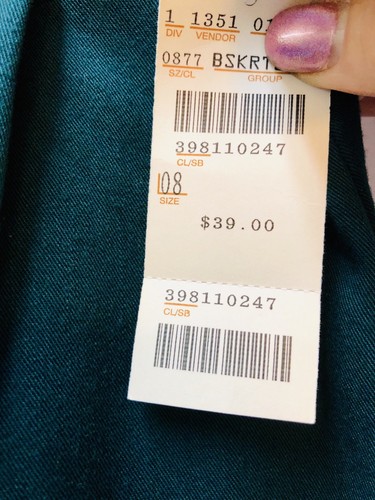 1 1351 01
DIV VENDOR
0877 BSKRT
SZ/CL GROUP
398110247
CL/SB
08
SIZE
$39.00
398110247
CL/SB